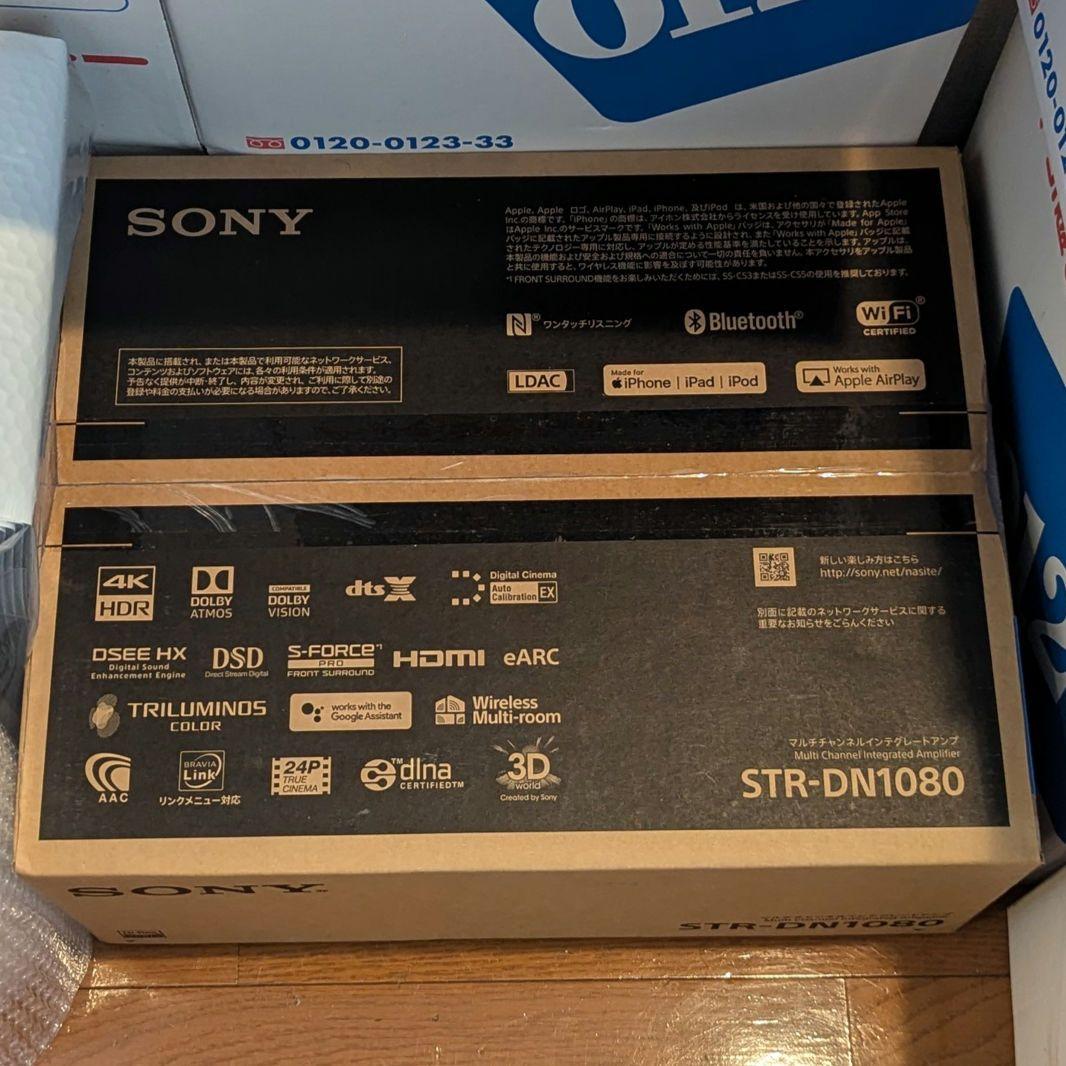 0120-0123-33
SONY
Apple, Apple ロゴ, AirPlay, iPad, iPhone, 及びiPod は、米国および他の国々で登録されたApple
Inc.の商標です。「iPhone」の商標は、アイホン株式会社からライセンスを受け使用しています。App Store
はApple Inc.のサービスマークです。「Works with Apple」バッジは、アクセサリが「Made for Apple」
バッジに記載されたアップル製品専用に接続するように設計され、また「Works with Apple」バッジに記載
されたテクノロジー専用に対応し、アップルが定める性能基準を満たしていることを示します。アップルは、
本製品の機能および安全および規格への適合について一切の責任を負いません。本アクセサリをアップル製品
と共に使用すると、ワイヤレス機能に影響を及ぼす可能性があります。
*1 FRONT SURROUND機能をお楽しみいただくためには、SS-CS3またはSS-CS5の使用を推奨しております。
N® ワンタッチリスニング
Bluetooth®
Wi Fi®
CERTIFIED
本製品に搭載され、または本製品で利用可能なネットワークサービス、
コンテンツおよびソフトウェアには、各々の利用条件が適用されます。
予告なく提供が中断・終了し、内容が変更され、ご利用に際して別途の
登録や料金の支払いが必要になる場合がありますので、ご了承ください。
LDAC
Made for
iPhone | iPad | iPod
Works with
Apple AirPlay
4K
HDR
DOLBY
ATMOS
COMPATIBLE
DOLBY
VISION
dts X
Digital Cinema
Auto
Calibration EX
新しい楽しみ方はこちら
http://sony.net/nasite/
別面に記載のネットワークサービスに関する
重要なお知らせをごらんください
DSEE HX
Digital Sound
Enhancement Engine
DSD
Direct Stream Digital
S-FORCE*1
PRO
FRONT SURROUND
HDMI
eARC
TRILUMINOS
COLOR
works with the
Google Assistant
Wireless
Multi-room
AAC
BRAVIA
Link
リンクメニュー対応
24P
TRUE
CINEMA
dlna
CERTIFIED™
3D
world
Created by Sony
マルチチャンネルインテグレートアンプ
Multi Channel Integrated Amplifier
STR-DN1080
SONY
STR-DN1080